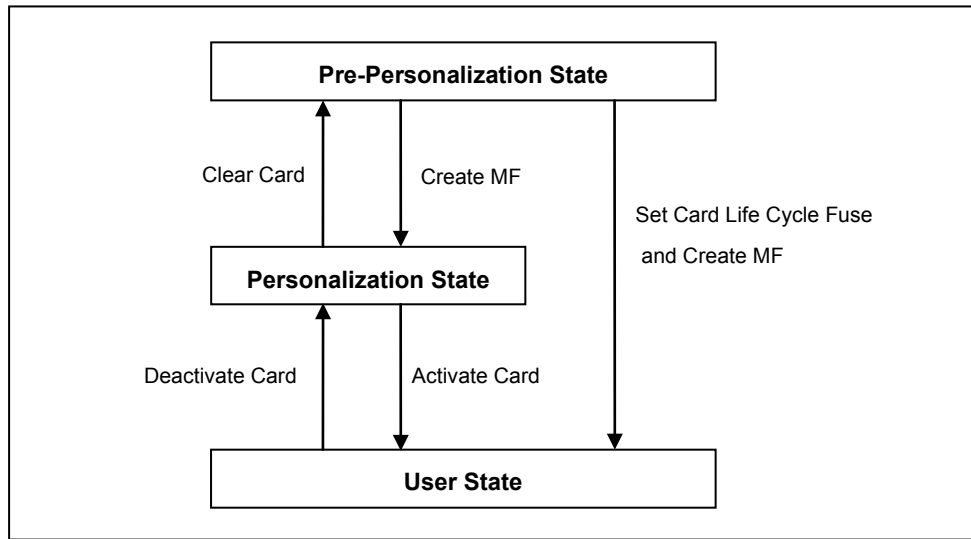 Pre-Personalization State
Clear Card
Create MF
Set Card Life Cycle Fuse
and Create MF
Personalization State
Deactivate Card
Activate Card
User State